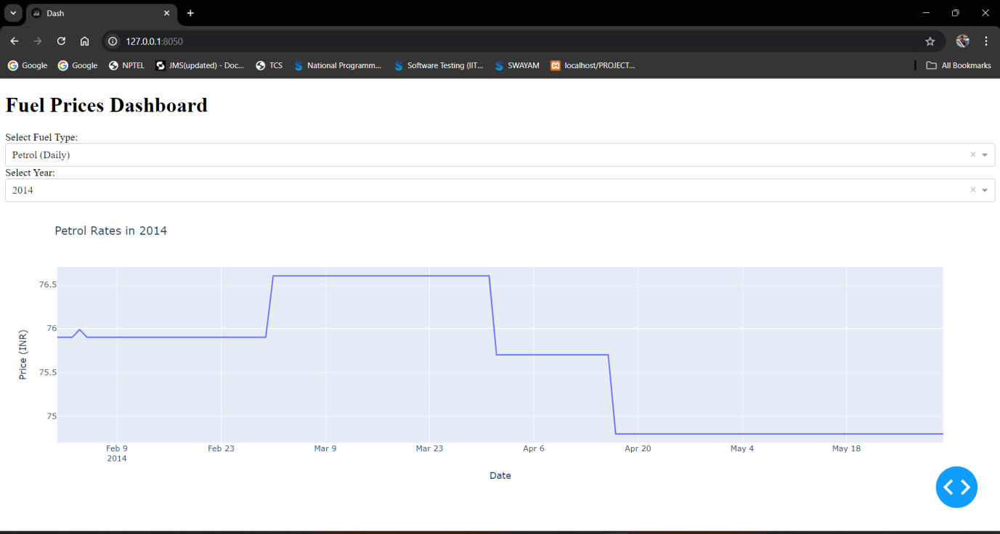 Dash
127.0.0.1:8050
Google
Google
NPTEL
JMS(updated) - Doc...
TCS
National Programm...
Software Testing (IIT...
SWAYAM
localhost/PROJECT...
All Bookmarks
Fuel Prices Dashboard
Select Fuel Type:
Petrol (Daily)
Select Year:
2014
Petrol Rates in 2014
76.5
76
75.5
75
Price (INR)
Feb 9
2014
Feb 23
Mar 9
Mar 23
Apr 6
Apr 20
May 4
May 18
Date